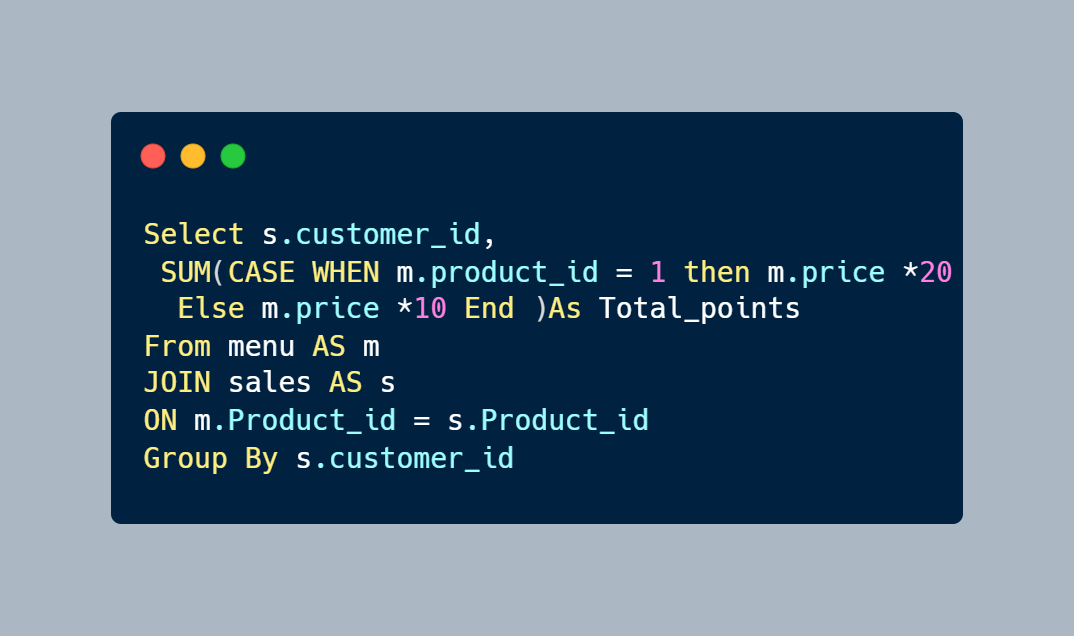 Select s.customer_id,
SUM(CASE WHEN m.product_id = 1 then m.price *20
Else m.price *10 End )As Total_points
From menu AS m
JOIN sales AS s
ON m.Product_id = s.Product_id
Group By s.customer_id